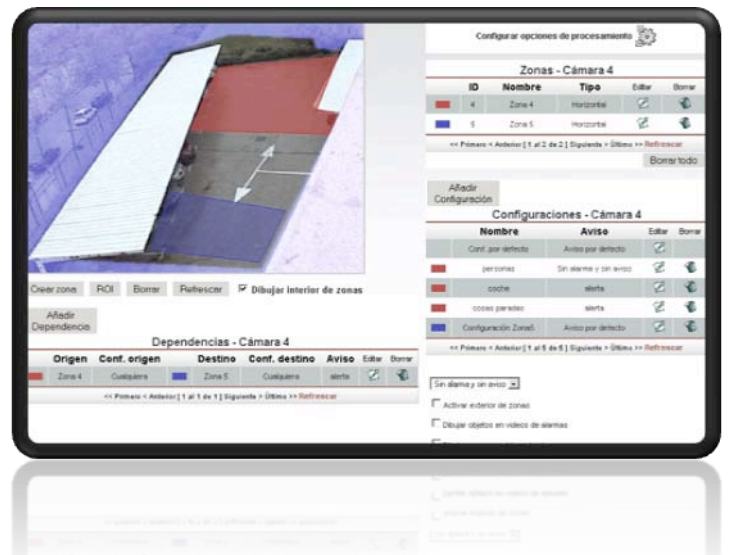 Configurar opciones de procesamiento
Zonas - Cámara 4
ID Nombre Tipo Editar Borrar
4 Zona 4 Horizontal
5 Zona 5 Horizontal
<< Primero < Anterior [ 1 al 2 de 2 ] Siguiente > Último >> Refrescar
Borrar todo
Añadir
Configuración
Configuraciones - Cámara 4
Nombre Aviso Editar Borrar
Conf. por defecto Aviso por defecto
personas Sin alarma y sin aviso
coche alerta
cosas paradas alerta
Configuración Zona5 Aviso por defecto
<< Primero < Anterior [ 1 al 5 de 5 ] Siguiente > Último >> Refrescar
Sin alarma y sin aviso
Activar exterior de zonas
Dibujar objetos en videos de alarmas
Crear zona ROI Borrar Refrescar Dibujar interior de zonas
Añadir
Dependencia
Dependencias - Cámara 4
Origen Conf. origen Destino Conf. destino Aviso Editar Borrar
Zona 4 Cualquiera Zona 5 Cualquiera alerta
<< Primero < Anterior [ 1 al 1 de 1 ] Siguiente > Último >> Refrescar